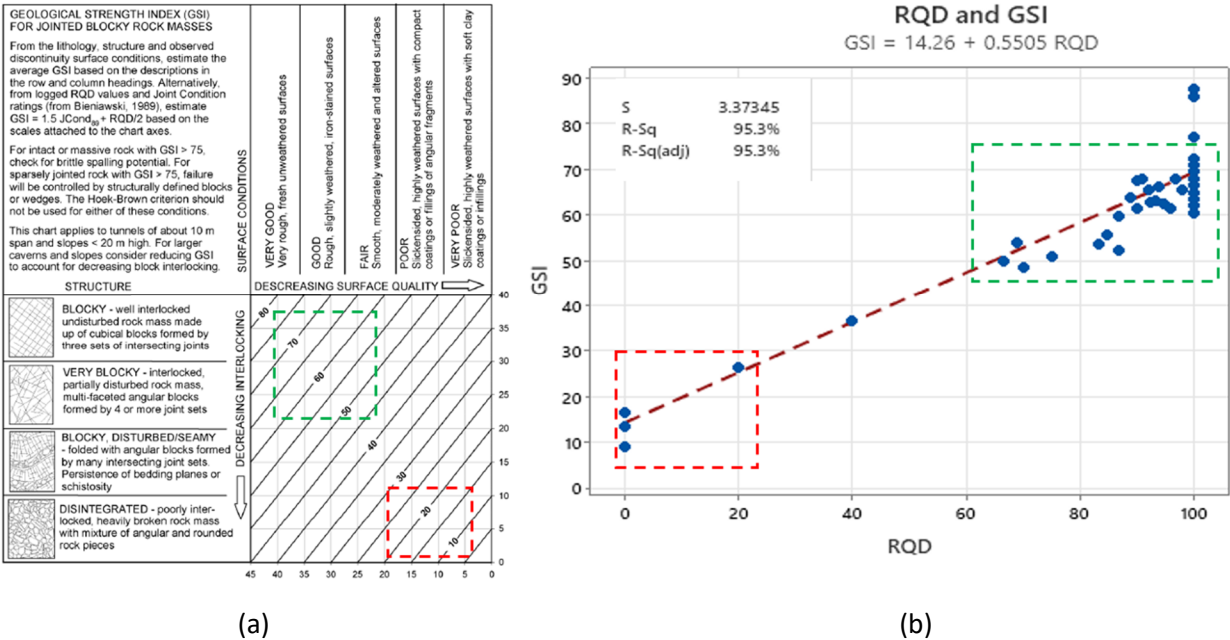 GEOLOGICAL STRENGTH INDEX (GSI)
FOR JOINTED BLOCKY ROCK MASSES
From the lithology, structure and observed
discontinuity surface conditions, estimate the
average GSI based on the descriptions in
the row and column headings. Alternatively,
from logged RQD values and Joint Condition
ratings (from Bieniawski, 1989), estimate
GSI = 1.5 JCond89 + RQD/2 based on the
scales attached to the chart axes.
For intact or massive rock with GSI > 75,
check for brittle spalling potential. For
sparsely jointed rock with GSI > 75, failure
will be controlled by structurally defined blocks
or wedges. The Hoek-Brown criterion should
not be used for either of these conditions.
This chart applies to tunnels of about 10 m
span and slopes < 20 m high. For larger
caverns and slopes consider reducing GSI
to account for decreasing block interlocking.
STRUCTURE
SURFACE CONDITIONS
VERY GOOD
Very rough, fresh unweathered surfaces
GOOD
Rough, slightly weathered, iron-stained surfaces
FAIR
Smooth, moderately weathered and altered surfaces
POOR
Slickensided, highly weathered surfaces with compact
coatings or fillings of angular fragments
VERY POOR
Slickensided, highly weathered surfaces with soft clay
coatings or infillings
DESCREASING SURFACE QUALITY
DECREASING INTERLOCKING
BLOCKY - well interlocked
undisturbed rock mass made
up of cubical blocks formed by
three sets of intersecting joints
VERY BLOCKY - interlocked,
partially disturbed rock mass,
multi-faceted angular blocks
formed by 4 or more joint sets
BLOCKY, DISTURBED/SEAMY
- folded with angular blocks formed
by many intersecting joint sets.
Persistence of bedding planes or
schistosity
DISINTEGRATED - poorly inter-
locked, heavily broken rock mass
with mixture of angular and rounded
rock pieces
80
70
60
50
40
30
20
10
40
35
30
25
20
15
10
5
0
45 40 35 30 25 20 15 10 5 0
(a)
RQD and GSI
GSI = 14.26 + 0.5505 RQD
S 3.37345
R-Sq 95.3%
R-Sq(adj) 95.3%
GSI
90
80
70
60
50
40
30
20
10
0
0 20 40 60 80 100
RQD
(b)